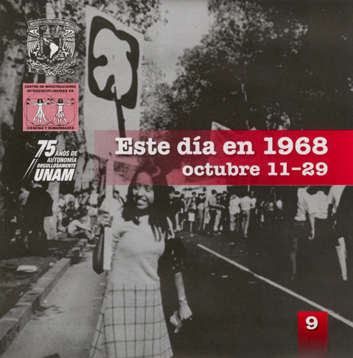 CENTRO DE INVESTIGACIONES
INTERDISCIPLINARIAS EN
CIENCIAS Y HUMANIDADES
75 AÑOS DE
AUTONOMÍA
ORGULLOSAMENTE
UNAM
Este día en 1968
octubre 11-29
9